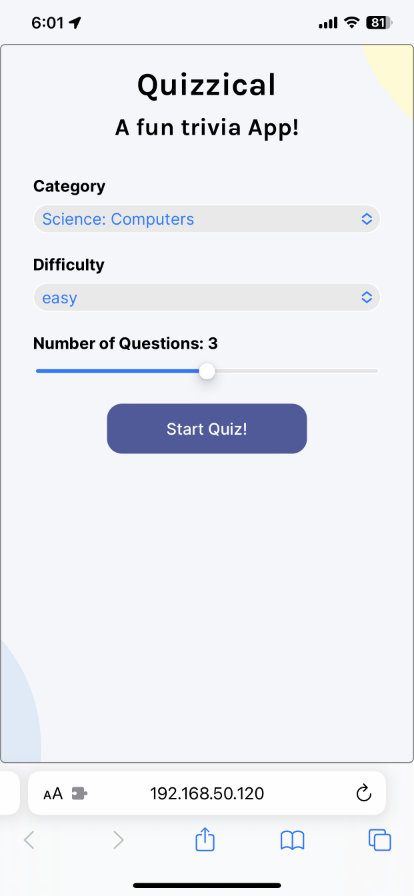 6:01
81
Quizzical
A fun trivia App!
Category
Science: Computers
Difficulty
easy
Number of Questions: 3
Start Quiz!
AA
192.168.50.120